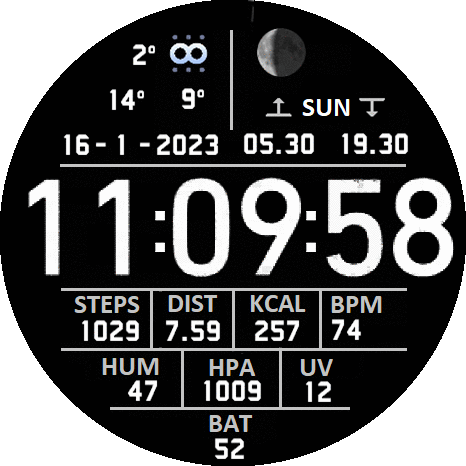 2°
14° 9°
SUN
16-1-2023 05.30 19.30
11:09:58
STEPS DIST KCAL BPM
1029 7.59 257 74
HUM HPA UV
47 1009 12
BAT
52